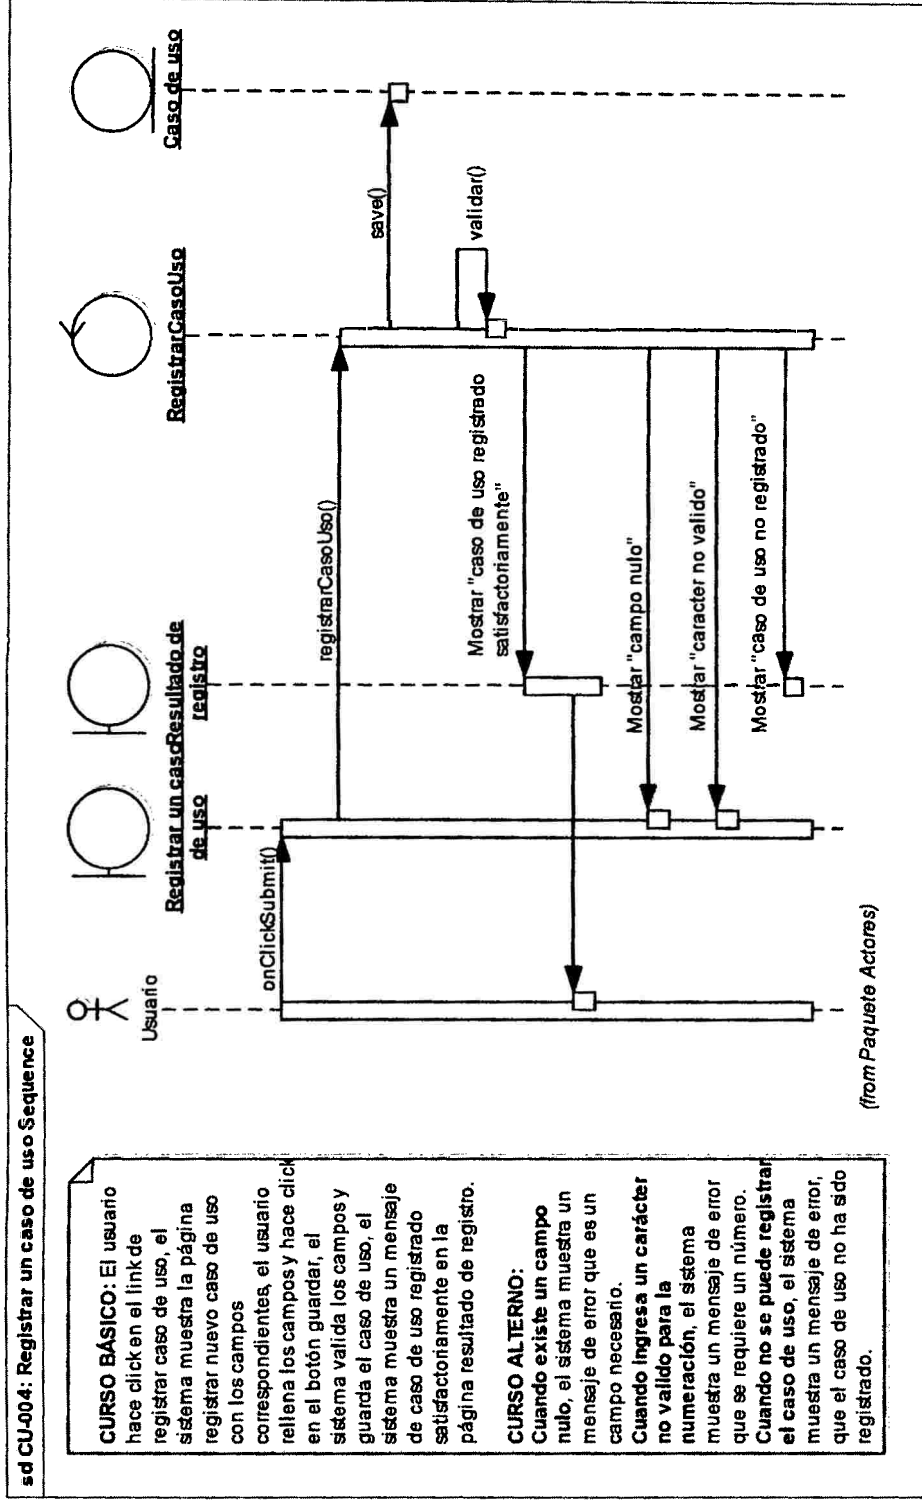 sd CU-004: Registrar un caso de uso Sequence
CURSO BÁSICO: El usuario
hace click en el link de
registrar caso de uso, el
sistema muestra la página
registrar nuevo caso de uso
con los campos
correspondientes, el usuario
rellena los campos y hace click
en el botón guardar, el
sistema valida los campos y
guarda el caso de uso, el
sistema muestra un mensaje
de caso de uso registrado
satisfactoriamente en la
página resultado de registro.
CURSO ALTERNO:
Cuando existe un campo
nulo, el sistema muestra un
mensaje de error que es un
campo necesario.
Cuando ingresa un carácter
no valido para la
numeración, el sistema
muestra un mensaje de error
que se requiere un número.
Cuando no se puede registrar
el caso de uso, el sistema
muestra un mensaje de error,
que el caso de uso no ha sido
registrado.
Usuario
Registrar un caso
de uso
Resultado de
registro
RegistrarCasoUso
Caso de uso
onClickSubmit()
registrarCasoUso()
save()
validar()
Mostrar "caso de uso registrado
satisfactoriamente"
Mostrar "campo nulo"
Mostrar "caracter no valido"
Mostrar "caso de uso no registrado"
(from Paquete Actores)